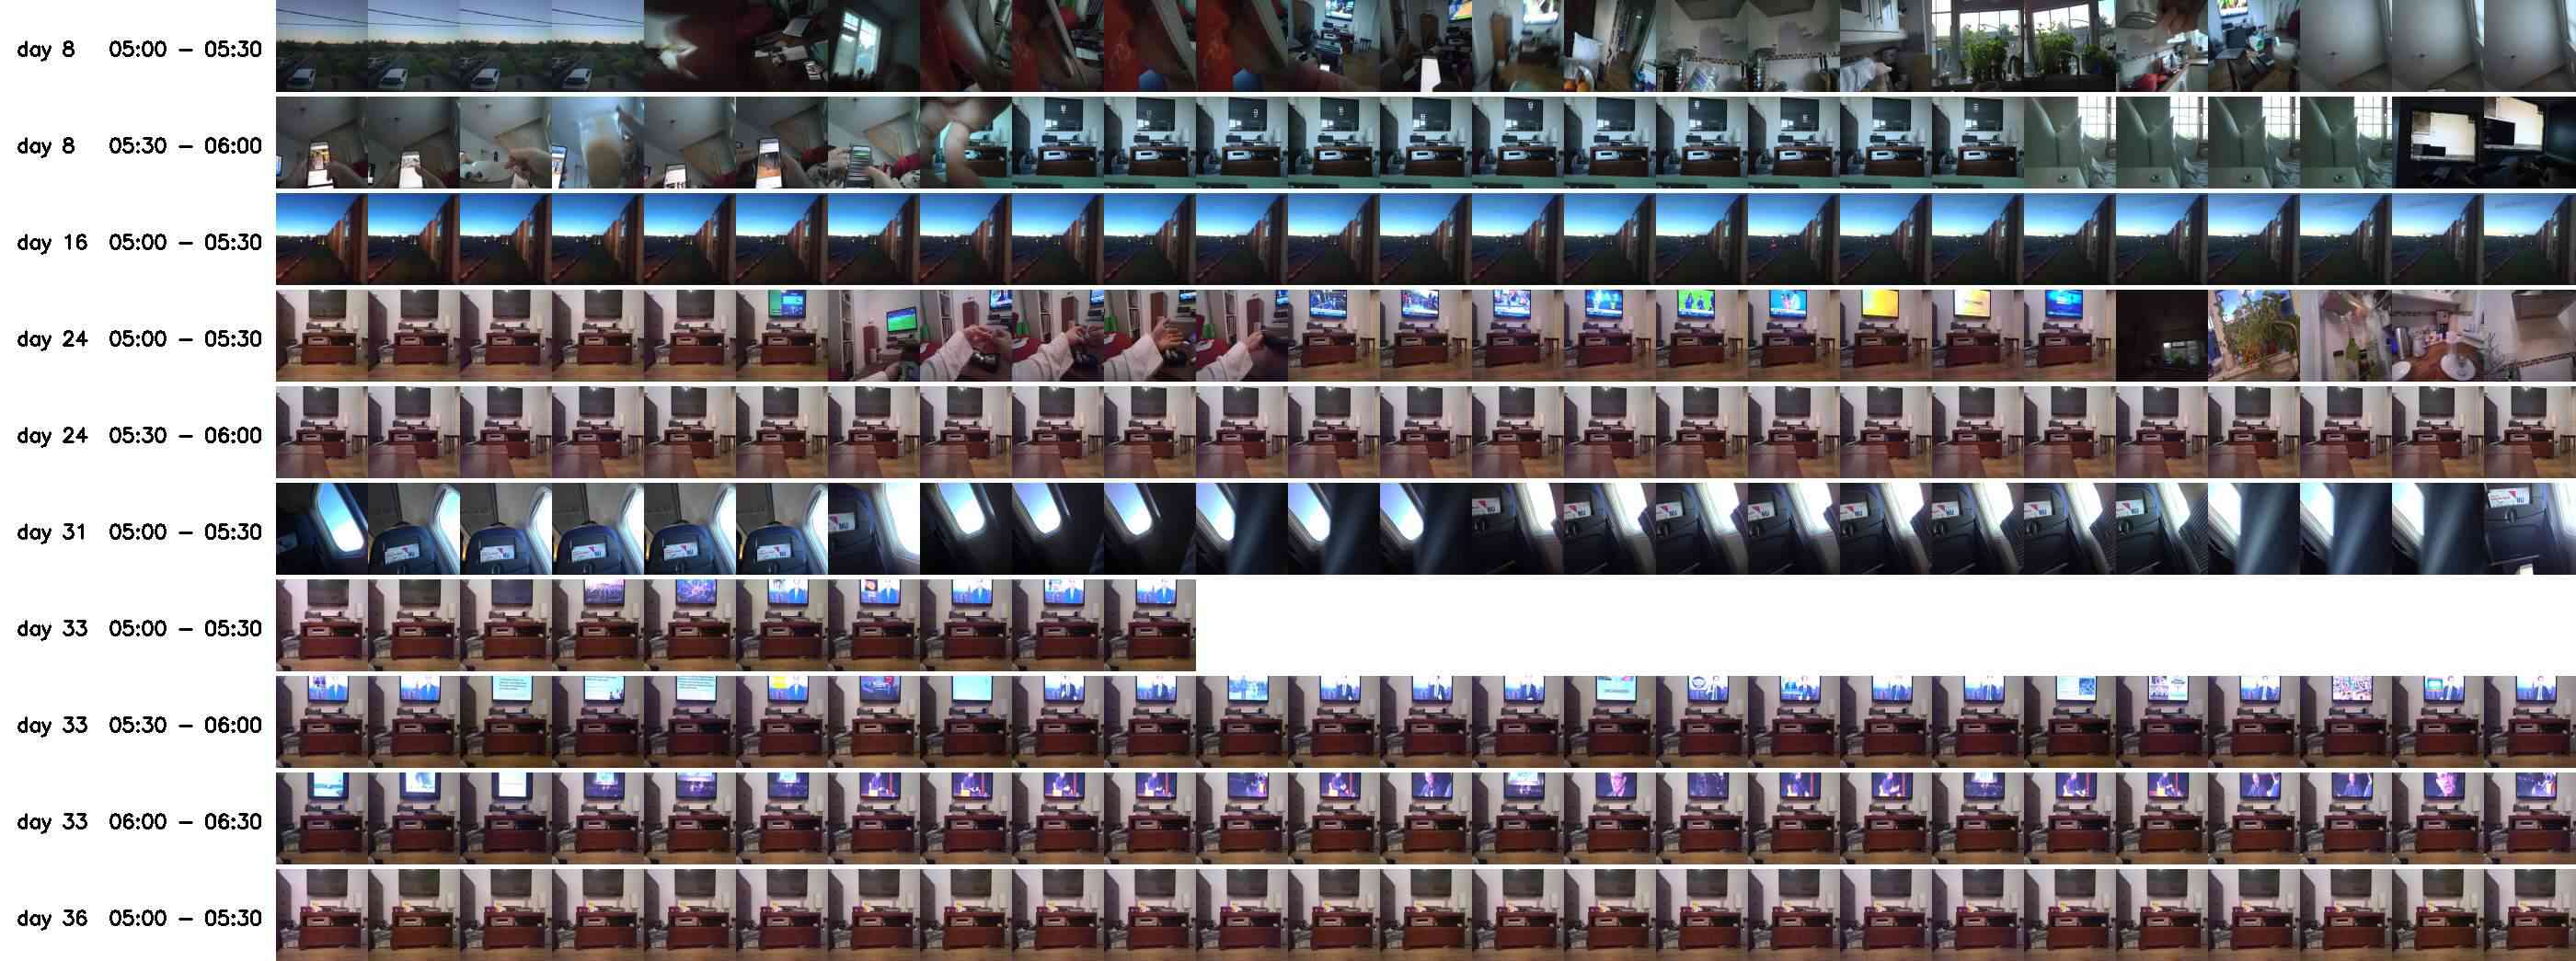 day 8 05:00 – 05:30
day 8 05:30 – 06:00
day 16 05:00 – 05:30
day 24 05:00 – 05:30
day 24 05:30 – 06:00
day 31 05:00 – 05:30
day 33 05:00 – 05:30
day 33 05:30 – 06:00
day 33 06:00 – 06:30
day 36 05:00 – 05:30